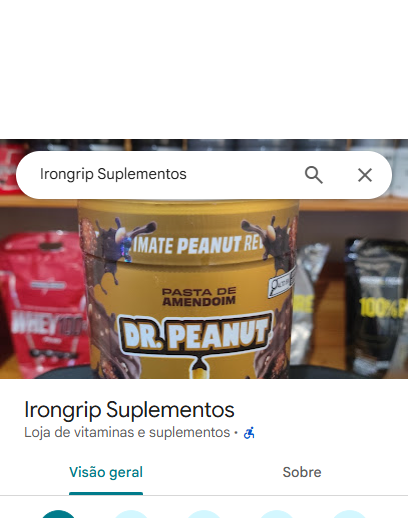 Irongrip Suplementos
IMATE PEANUT RE
PASTA DE
AMENDOIM
DR. PEANUT
WHEY
100%
Irongrip Suplementos
Loja de vitaminas e suplementos ·
Visão geral
Sobre